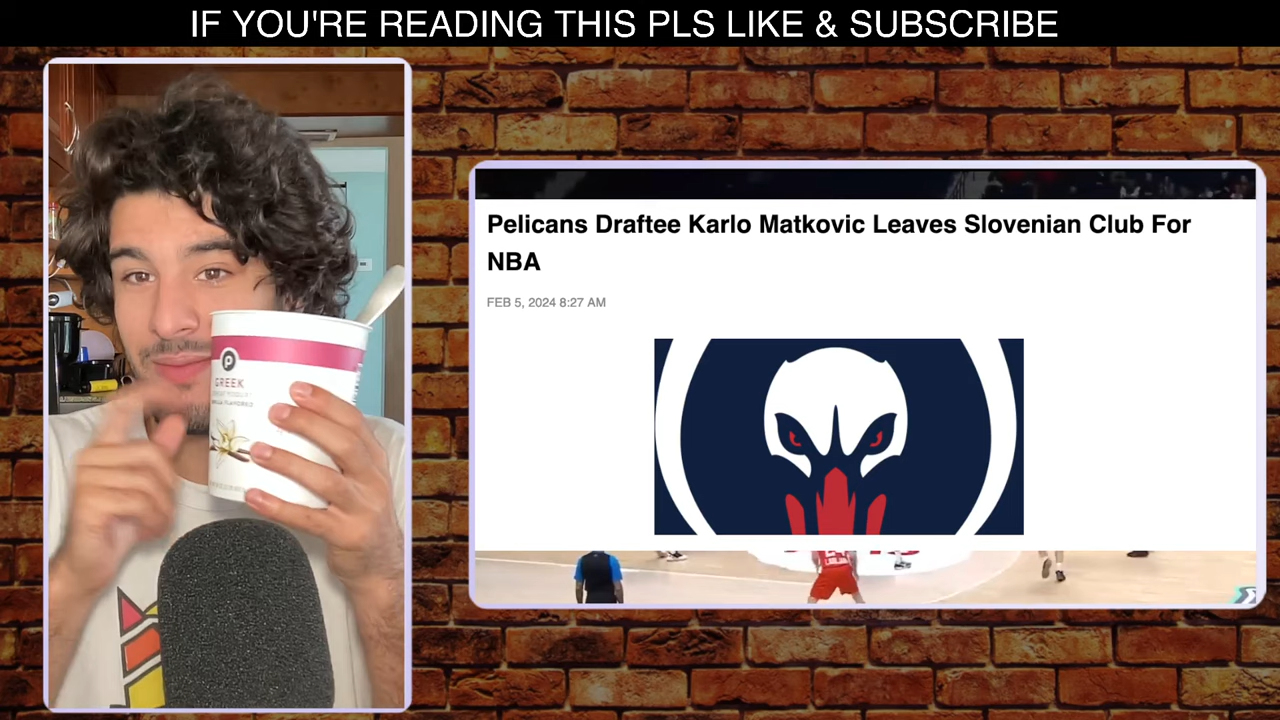 IF YOU'RE READING THIS PLS LIKE & SUBSCRIBE
Pelicans Draftee Karlo Matkovic Leaves Slovenian Club For
NBA
FEB 5, 2024 8:27 AM
P
GREEK